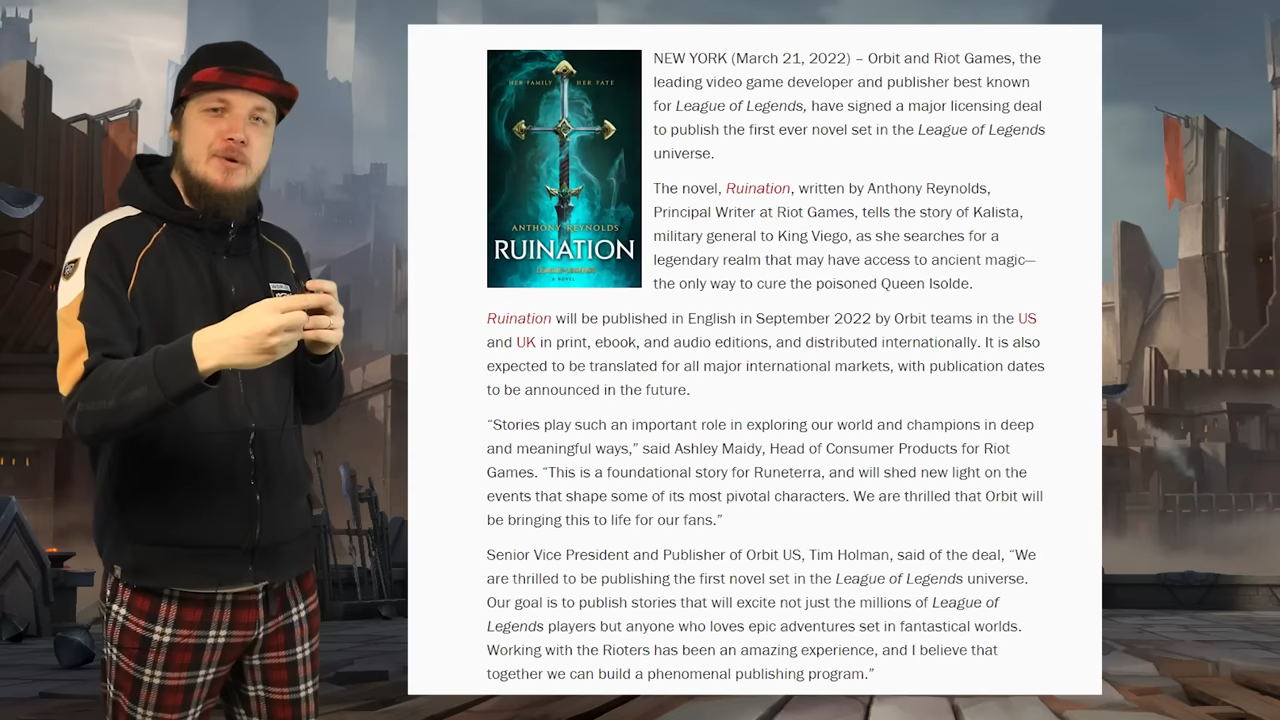 HER FAMILY HER FATE
ANTHONY REYNOLDS
RUINATION
A NOVEL
NEW YORK (March 21, 2022) – Orbit and Riot Games, the
leading video game developer and publisher best known
for League of Legends, have signed a major licensing deal
to publish the first ever novel set in the League of Legends
universe.
The novel, Ruination, written by Anthony Reynolds,
Principal Writer at Riot Games, tells the story of Kalista,
military general to King Viego, as she searches for a
legendary realm that may have access to ancient magic—
the only way to cure the poisoned Queen Isolde.
Ruination will be published in English in September 2022 by Orbit teams in the US
and UK in print, ebook, and audio editions, and distributed internationally. It is also
expected to be translated for all major international markets, with publication dates
to be announced in the future.
“Stories play such an important role in exploring our world and champions in deep
and meaningful ways,” said Ashley Maidy, Head of Consumer Products for Riot
Games. “This is a foundational story for Runeterra, and will shed new light on the
events that shape some of its most pivotal characters. We are thrilled that Orbit will
be bringing this to life for our fans.”
Senior Vice President and Publisher of Orbit US, Tim Holman, said of the deal, “We
are thrilled to be publishing the first novel set in the League of Legends universe.
Our goal is to publish stories that will excite not just the millions of League of
Legends players but anyone who loves epic adventures set in fantastical worlds.
Working with the Rioters has been an amazing experience, and I believe that
together we can build a phenomenal publishing program.”